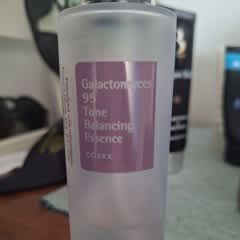 Galactomyces
95
Tone
Balancing
Essence
COSRX